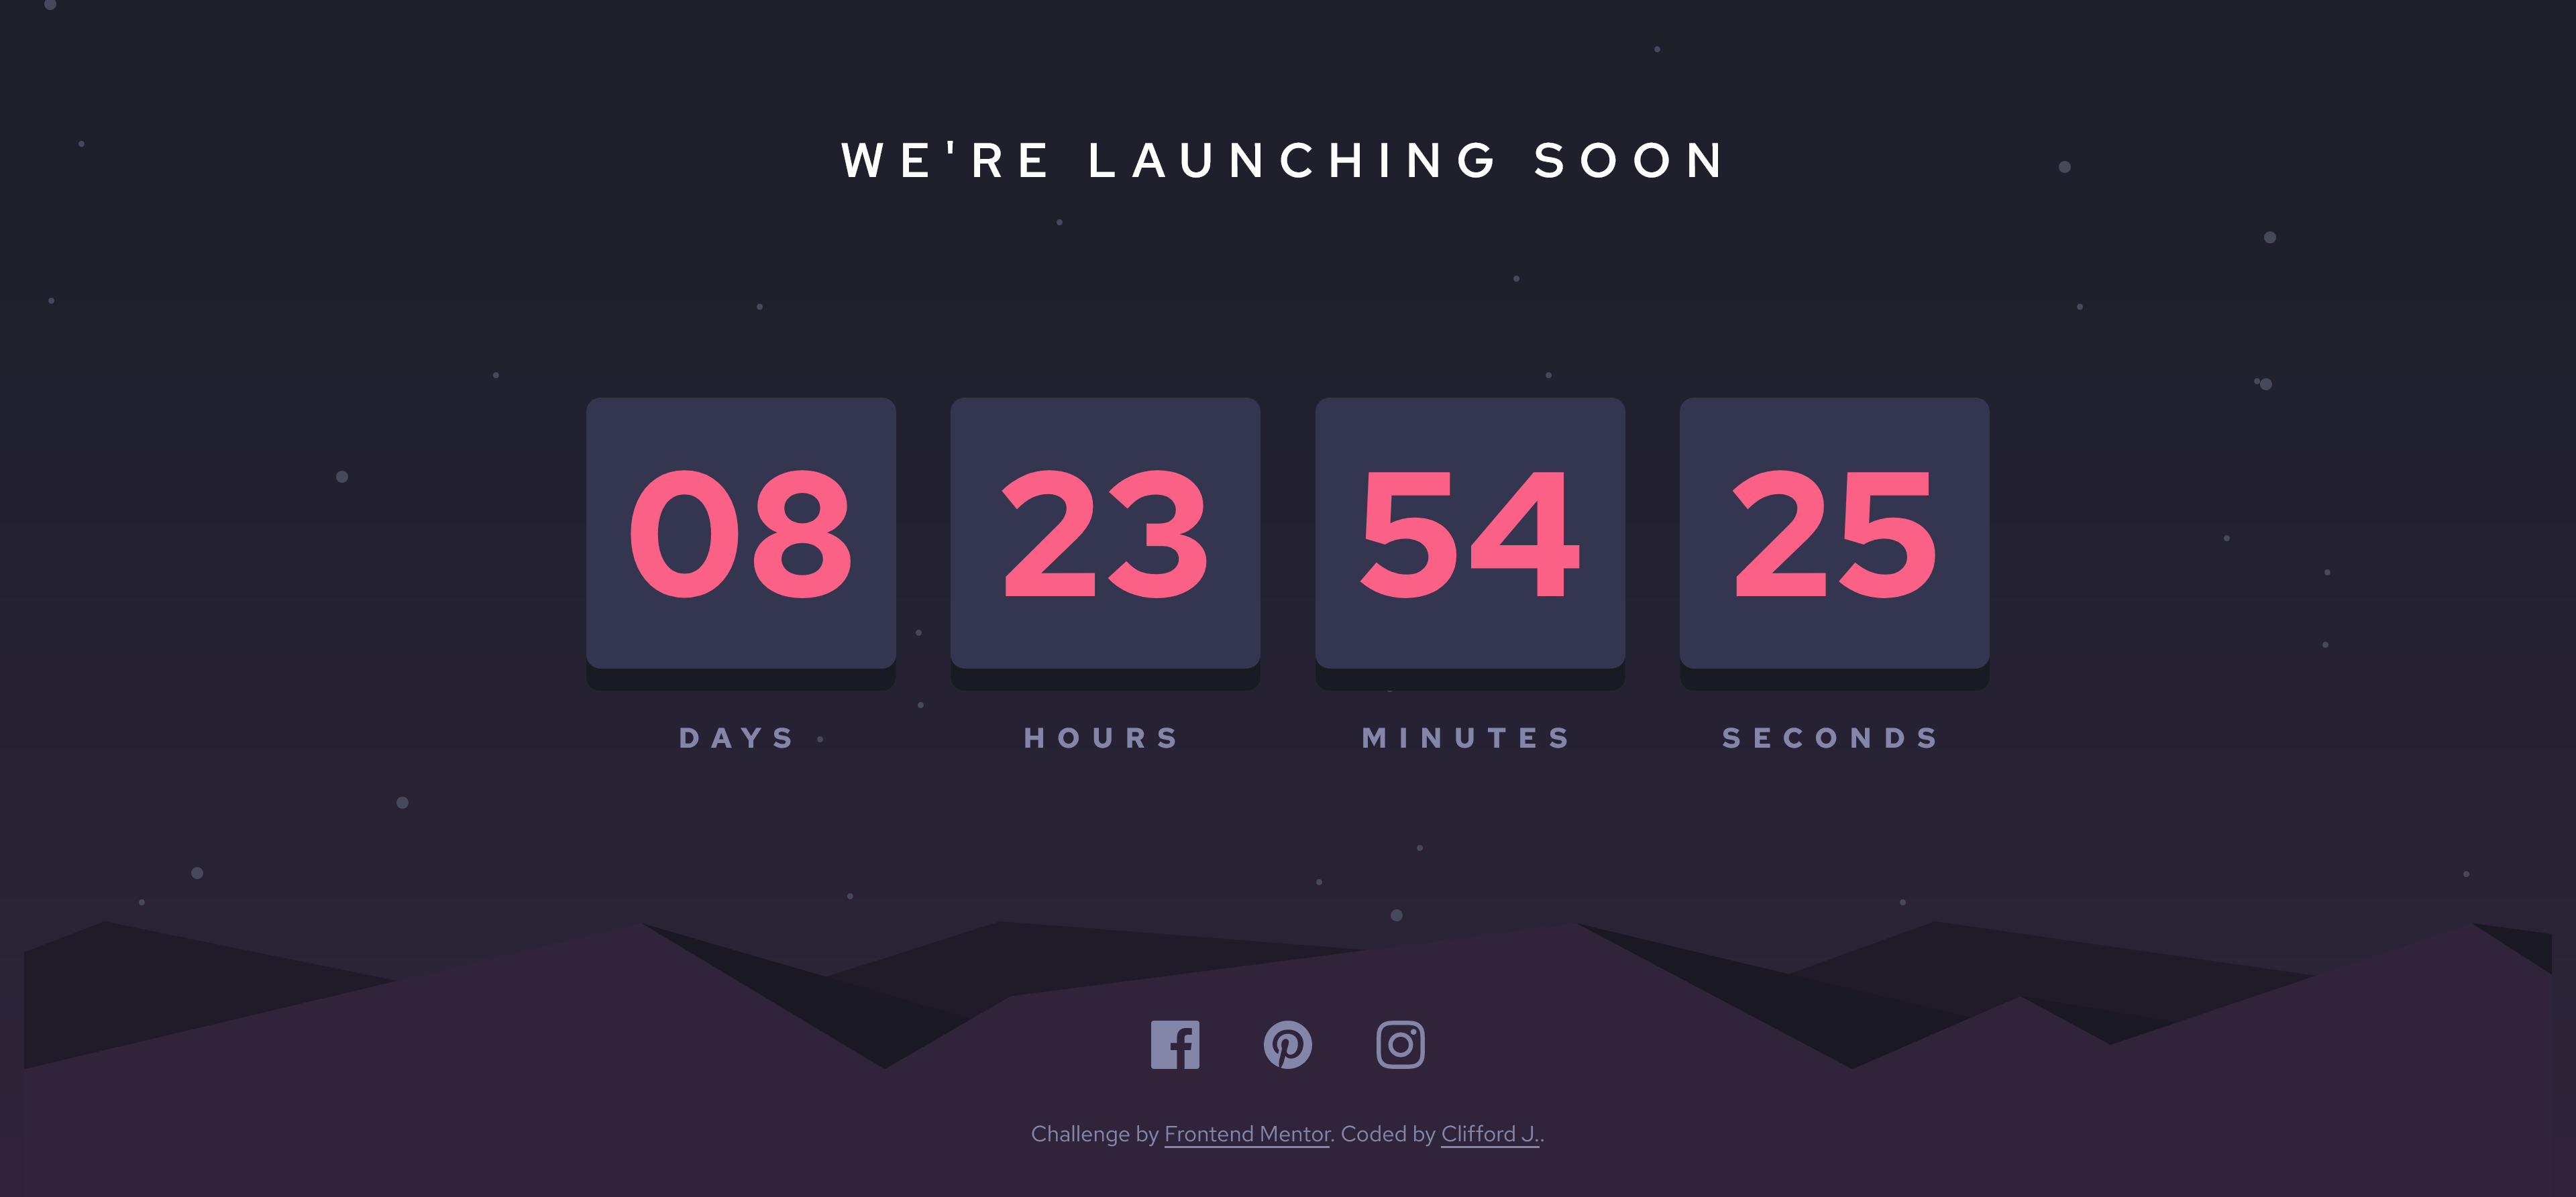 WE'RE LAUNCHING SOON
08 23 54 25
DAYS HOURS MINUTES SECONDS
Challenge by Frontend Mentor. Coded by Clifford J..